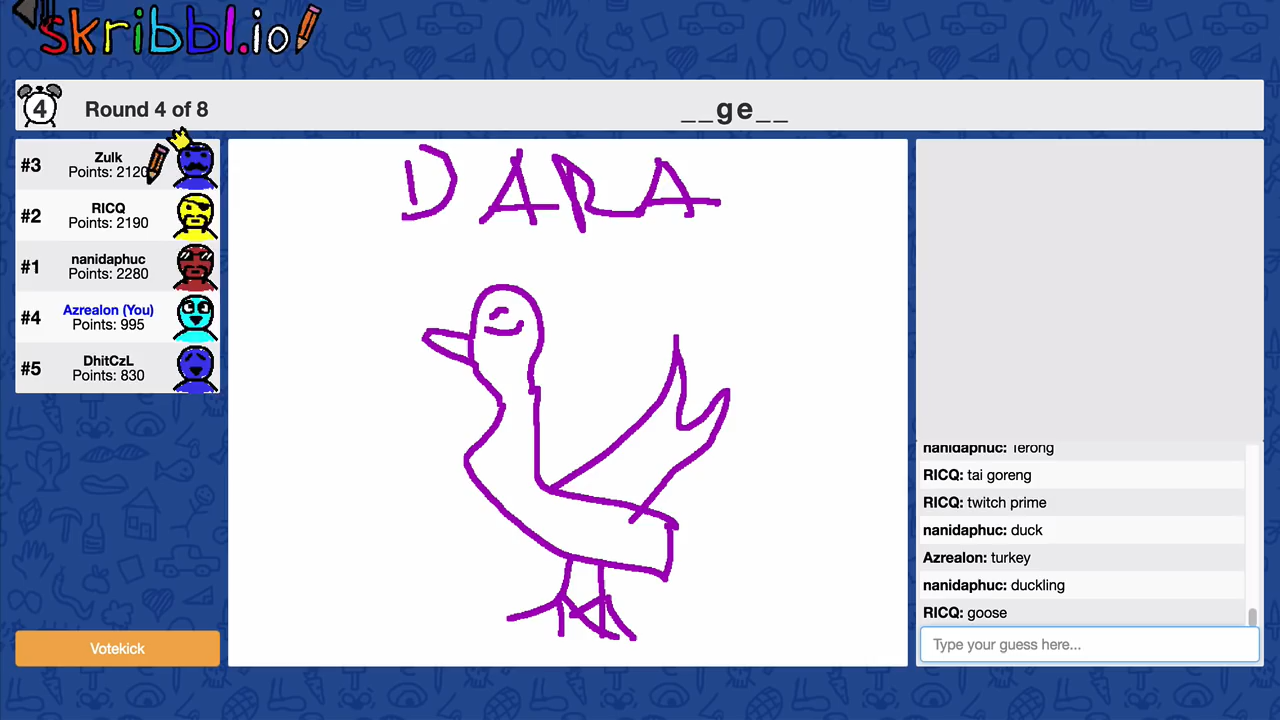 skribbl.io
4
Round 4 of 8
__ge__
#3
Zulk
Points: 2120
#2
RICQ
Points: 2190
#1
nanidaphuc
Points: 2280
#4
Azrealon (You)
Points: 995
#5
DhitCzL
Points: 830
Votekick
DARA
nanidaphuc: Terong
RICQ: tai goreng
RICQ: twitch prime
nanidaphuc: duck
Azrealon: turkey
nanidaphuc: duckling
RICQ: goose
Type your guess here...